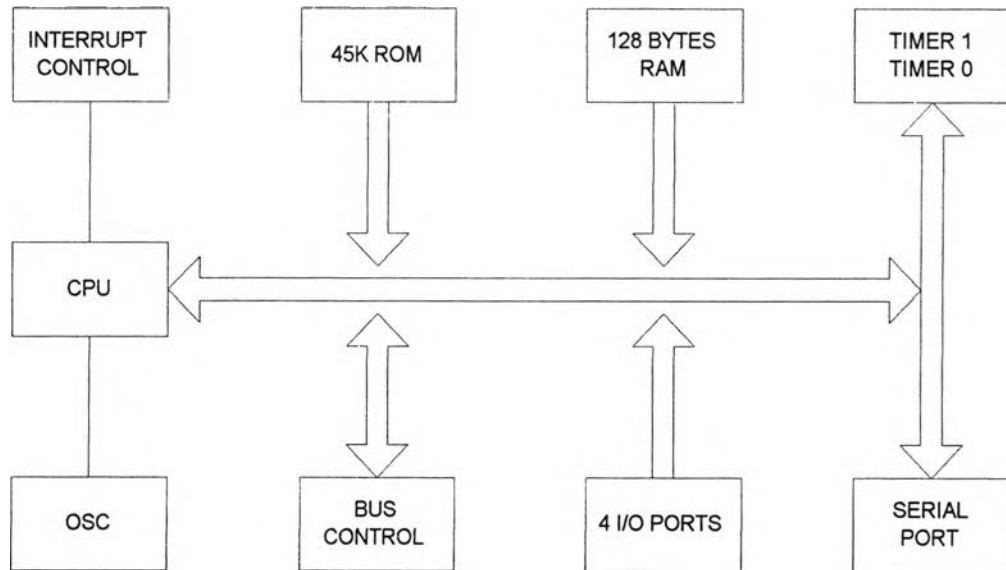 INTERRUPT
CONTROL
45K ROM
128 BYTES
RAM
TIMER 1
TIMER 0
CPU
OSC
BUS
CONTROL
4 I/O PORTS
SERIAL
PORT